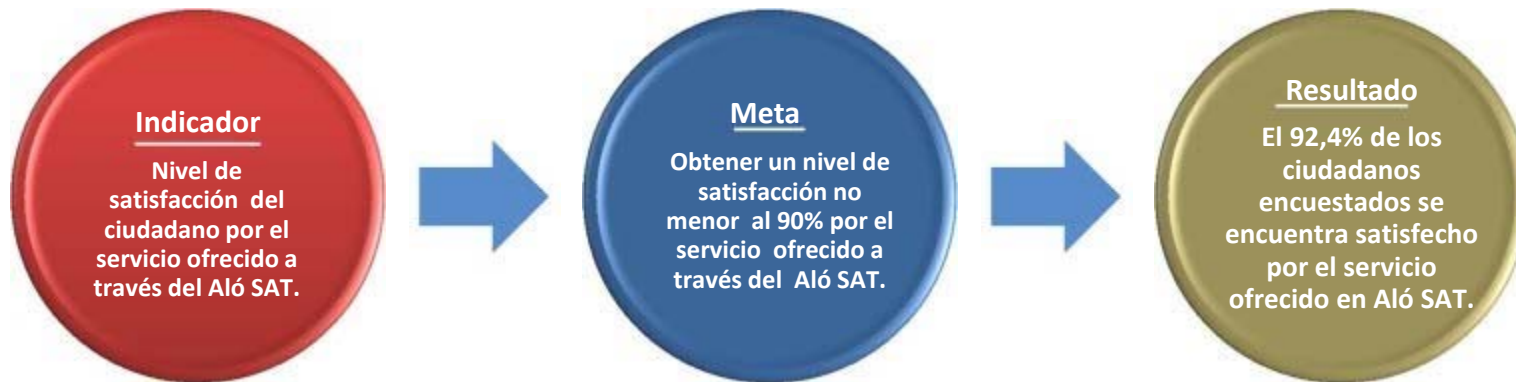 Indicador
Nivel de
satisfacción del
ciudadano por el
servicio ofrecido a
través del Aló SAT.
Meta
Obtener un nivel de
satisfacción no
menor al 90% por el
servicio ofrecido a
través del Aló SAT.
Resultado
El 92,4% de los
ciudadanos
encuestados se
encuentra satisfecho
por el servicio
ofrecido en Aló SAT.